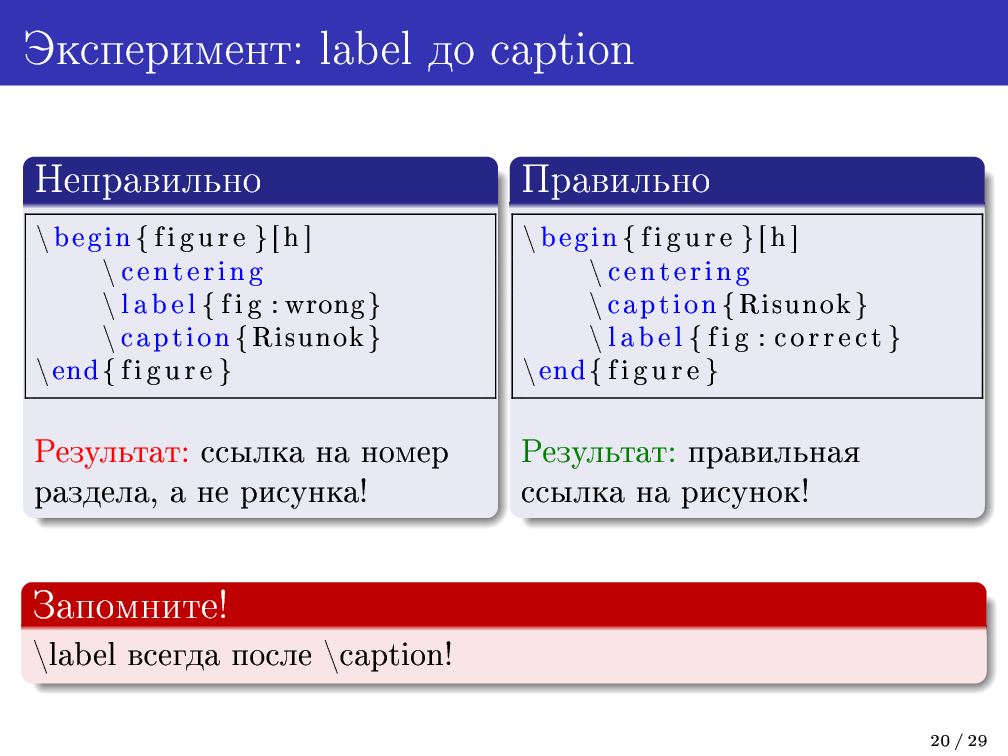 Эксперимент: label до caption
Неправильно
\begin{figure}[h]
\centering
\label{fig:wrong}
\caption{Risunok}
\end{figure}
Результат: ссылка на номер
раздела, а не рисунка!
Правильно
\begin{figure}[h]
\centering
\caption{Risunok}
\label{fig:correct}
\end{figure}
Результат: правильная
ссылка на рисунок!
Запомните!
\label всегда после \caption!
20 / 29